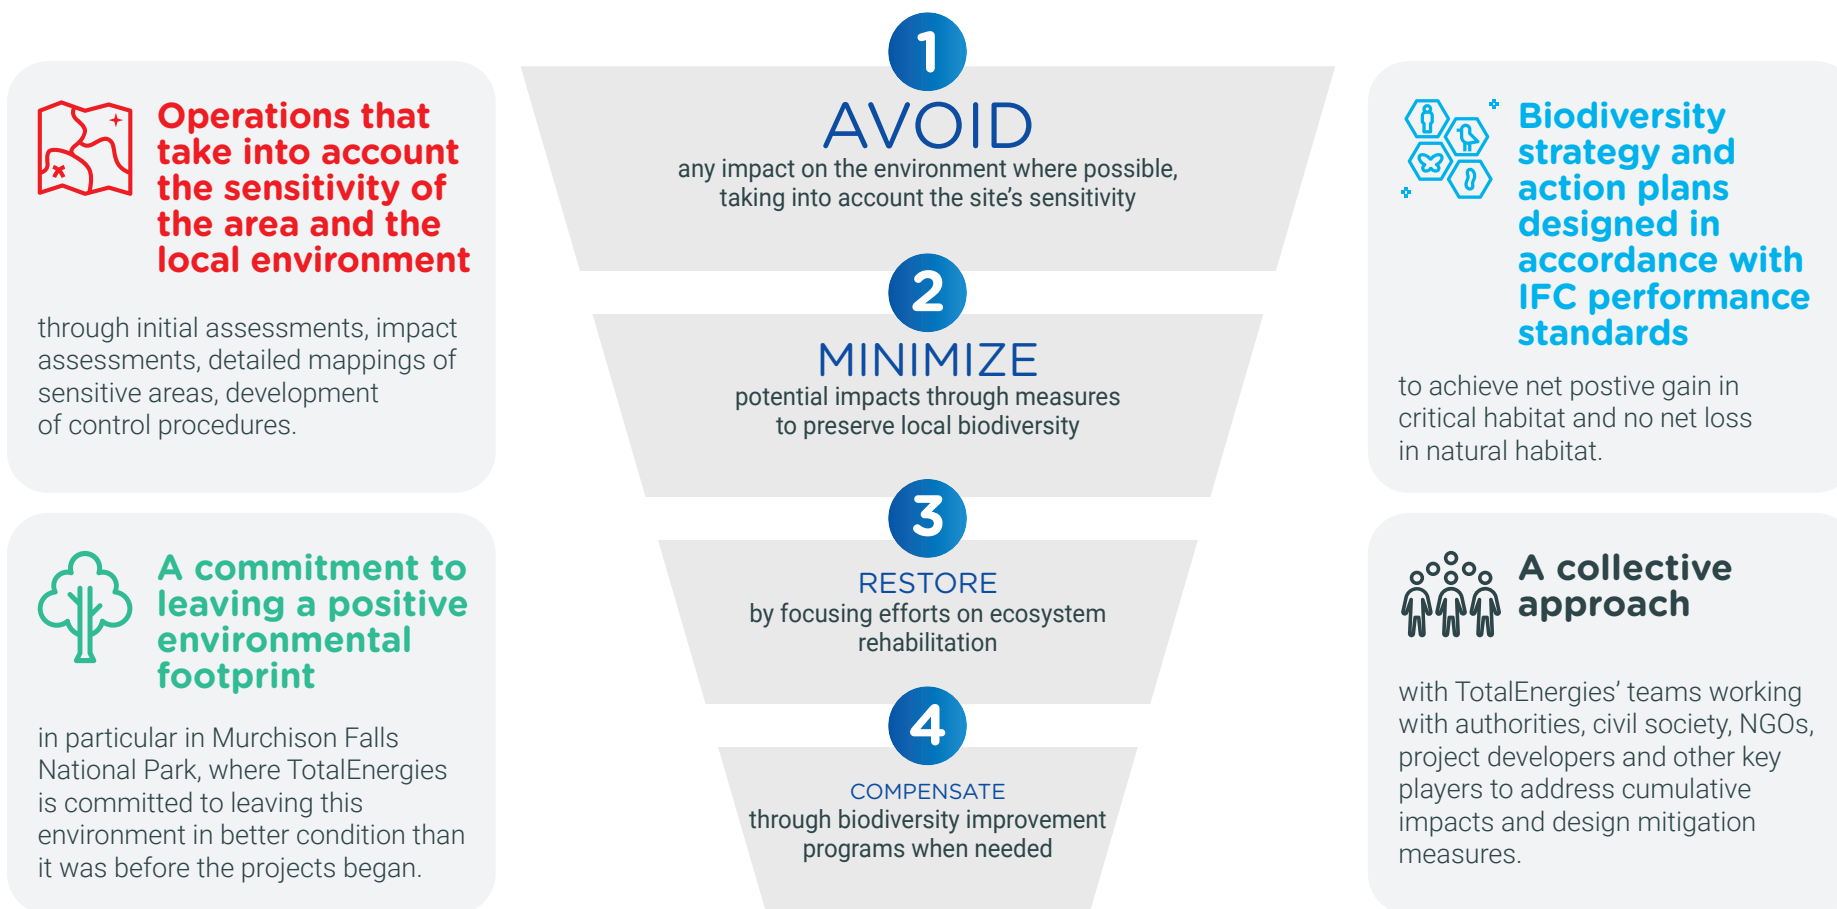 Operations that
take into account
the sensitivity of
the area and the
local environment
through initial assessments, impact
assessments, detailed mappings of
sensitive areas, development
of control procedures.
A commitment to
leaving a positive
environmental
footprint
in particular in Murchison Falls
National Park, where TotalEnergies
is committed to leaving this
environment in better condition than
it was before the projects began.
1
AVOID
any impact on the environment where possible,
taking into account the site’s sensitivity
2
MINIMIZE
potential impacts through measures
to preserve local biodiversity
3
RESTORE
by focusing efforts on ecosystem
rehabilitation
4
COMPENSATE
through biodiversity improvement
programs when needed
Biodiversity
strategy and
action plans
designed in
accordance with
IFC performance
standards
to achieve net postive gain in
critical habitat and no net loss
in natural habitat.
A collective
approach
with TotalEnergies’ teams working
with authorities, civil society, NGOs,
project developers and other key
players to address cumulative
impacts and design mitigation
measures.